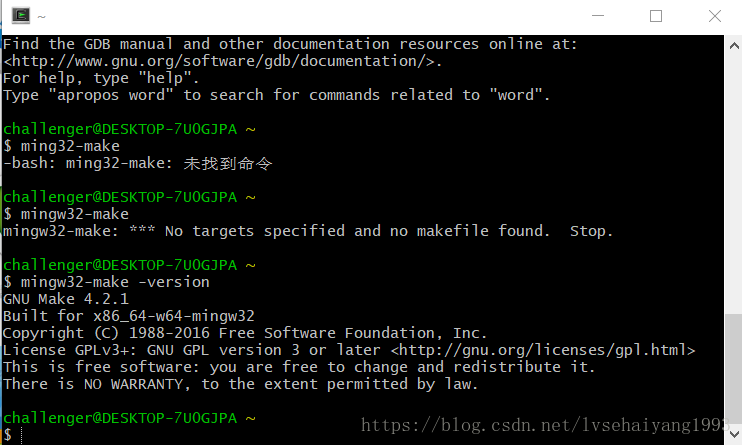 ~
Find the GDB manual and other documentation resources online at:
<http://www.gnu.org/software/gdb/documentation/>.
For help, type "help".
Type "apropos word" to search for commands related to "word".
challenger@DESKTOP-7UOGJPA ~
$ ming32-make
-bash: ming32-make: 未找到命令
challenger@DESKTOP-7UOGJPA ~
$ mingw32-make
mingw32-make: *** No targets specified and no makefile found.  Stop.
challenger@DESKTOP-7UOGJPA ~
$ mingw32-make -version
GNU Make 4.2.1
Built for x86_64-w64-mingw32
Copyright (C) 1988-2016 Free Software Foundation, Inc.
License GPLv3+: GNU GPL version 3 or later <http://gnu.org/licenses/gpl.html>
This is free software: you are free to change and redistribute it.
There is NO WARRANTY, to the extent permitted by law.
challenger@DESKTOP-7UOGJPA ~
$
https://blog.csdn.net/lvsehaiyang1993